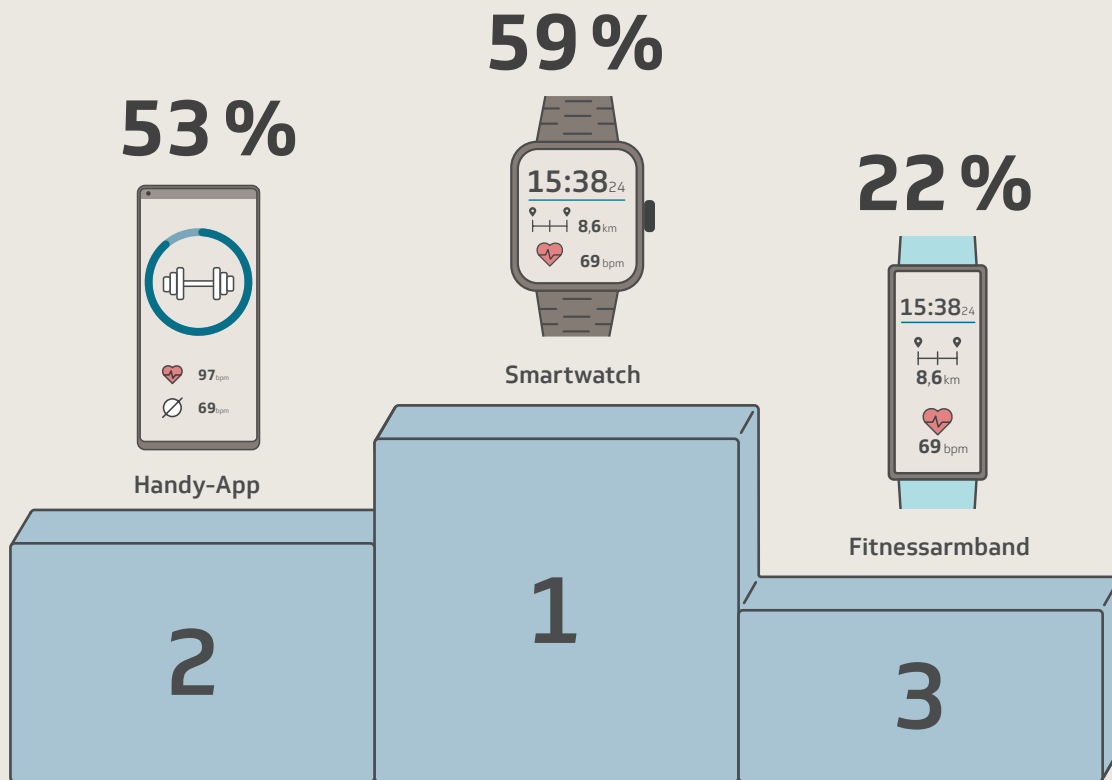 59 %
53 %
22 %
15:38 24
8,6 km
69 bpm
Smartwatch
97 bpm
69 bpm
Handy-App
15:38 24
8,6 km
69 bpm
Fitnessarmband
1
2
3